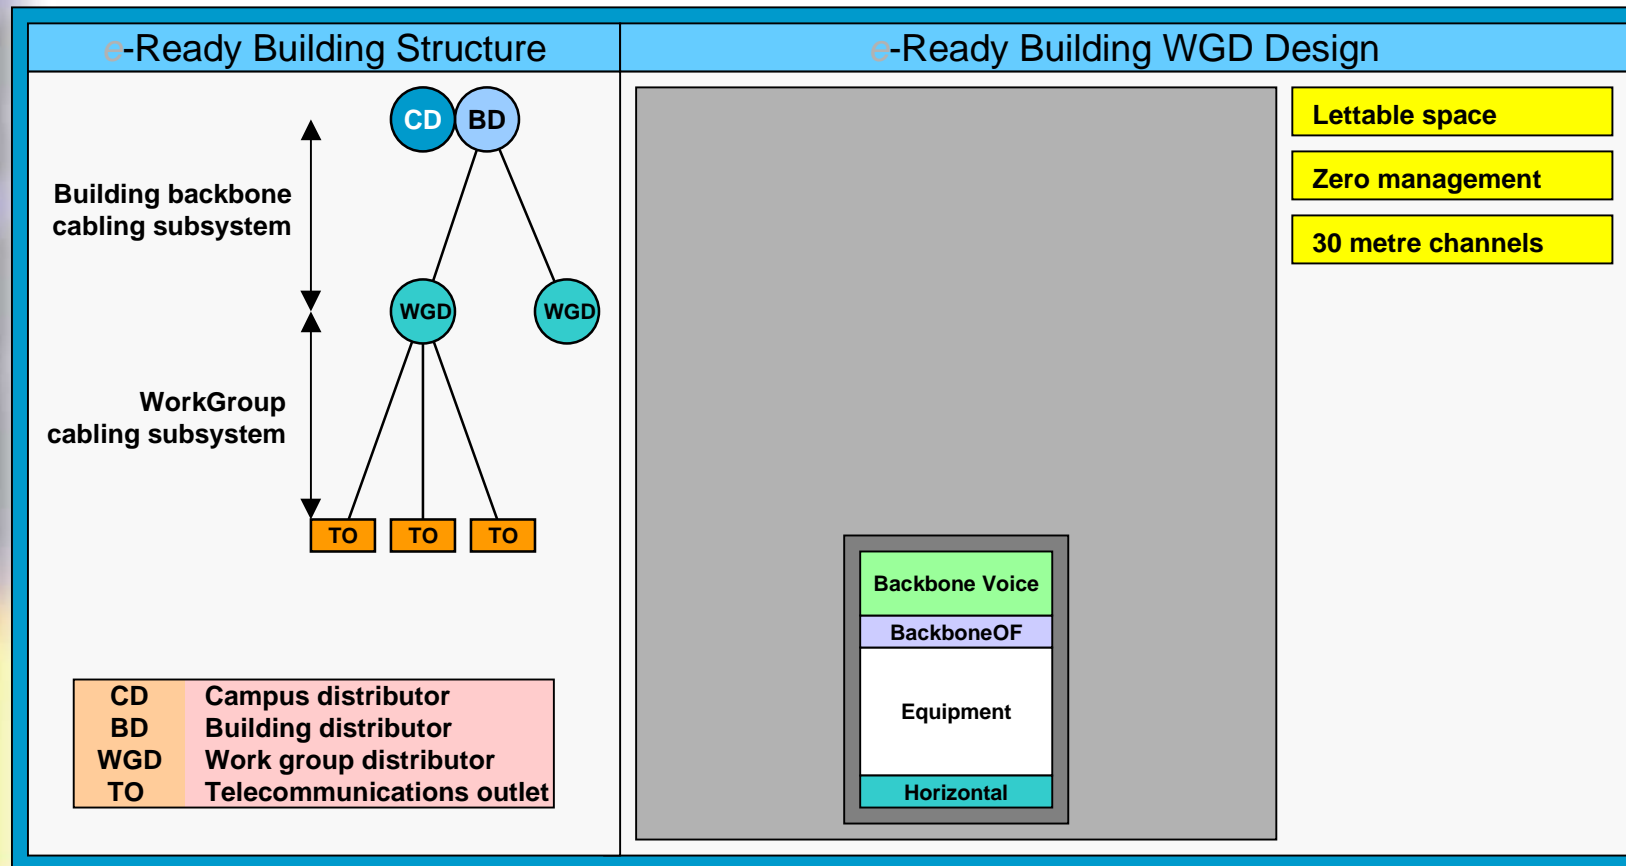 e-Ready Building Structure
e-Ready Building WGD Design
CD BD
Building backbone
cabling subsystem
WGD WGD
WorkGroup
cabling subsystem
TO TO TO
CD Campus distributor
BD Building distributor
WGD Work group distributor
TO Telecommunications outlet
Backbone Voice
BackboneOF
Equipment
Horizontal
Lettable space
Zero management
30 metre channels